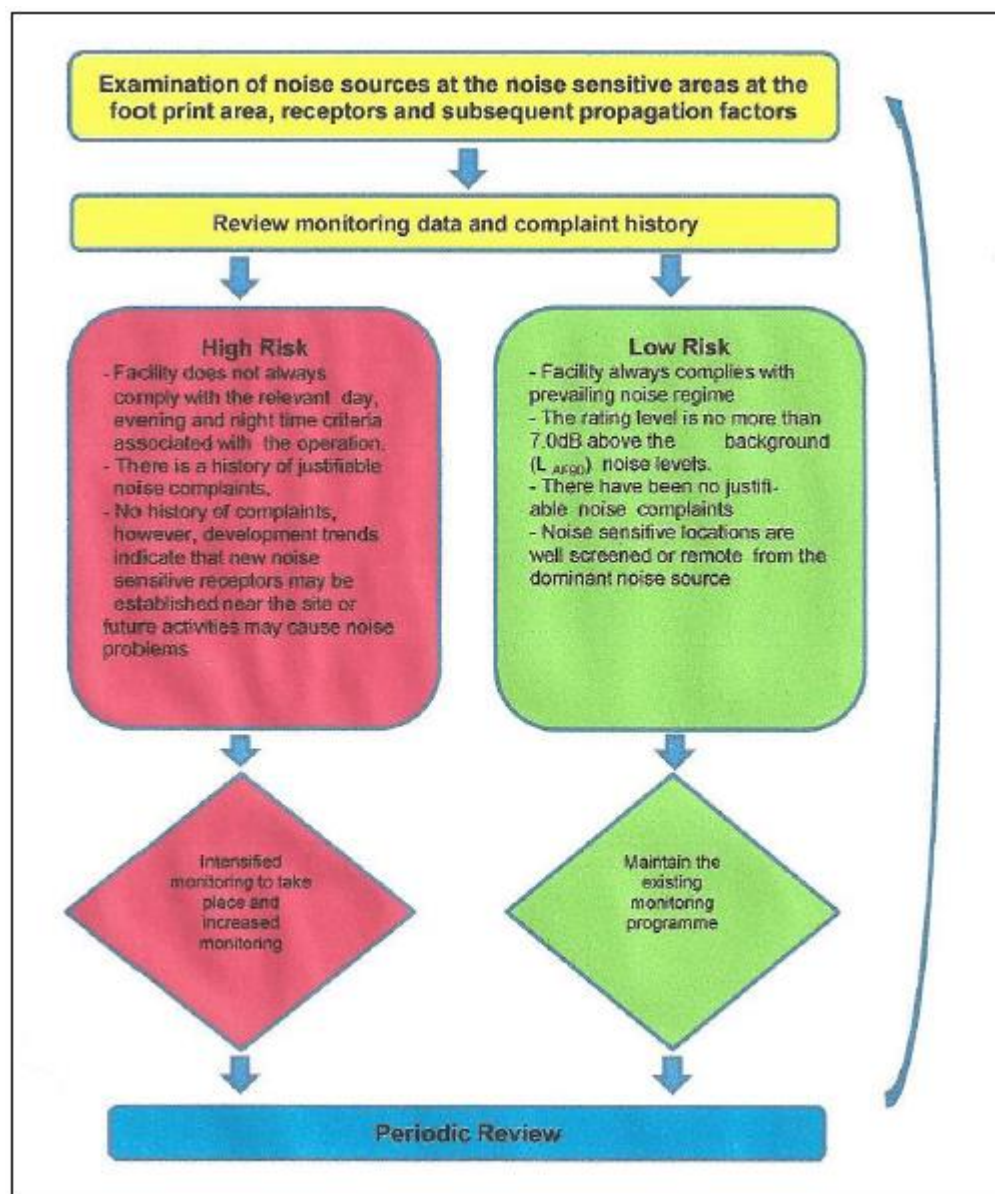 Examination of noise sources at the noise sensitive areas at the
foot print area, receptors and subsequent propagation factors
Review monitoring data and complaint history
High Risk
- Facility does not always
comply with the relevant day,
evening and night time criteria
associated with the operation.
- There is a history of justifiable
noise complaints.
- No history of complaints,
however, development trends
indicate that new noise
sensitive receptors may be
established near the site or
future activities may cause noise
problems
Low Risk
- Facility always complies with
prevailing noise regime
- The rating level is no more than
7.0dB above the background
(L AF90) noise levels.
- There have been no justifi-
able noise complaints
- Noise sensitive locations are
well screened or remote from the
dominant noise source
Intensified
monitoring to take
place and
increased
monitoring
Maintain the
existing
monitoring
programme
Periodic Review